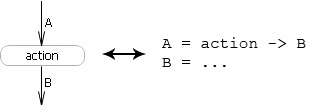 A
action
B
A = action -> B
B = ...